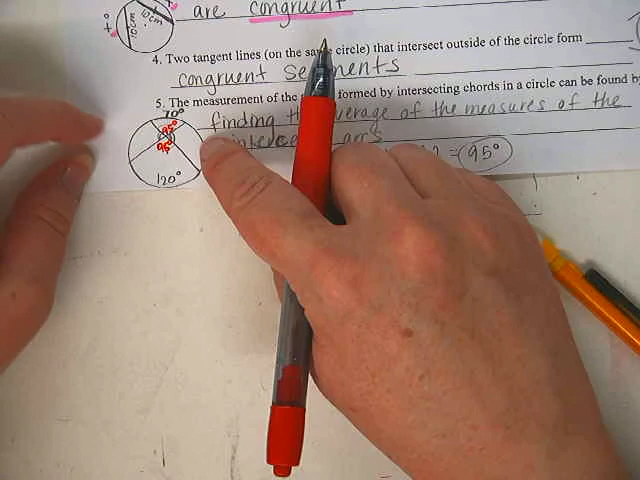 are congruent
10cm 10cm
4. Two tangent lines (on the same circle) that intersect outside of the circle form
congruent segments
5. The measurement of the formed by intersecting chords in a circle can be found by
70°
finding the average of the measures of the
95°
95° = 95°
120°